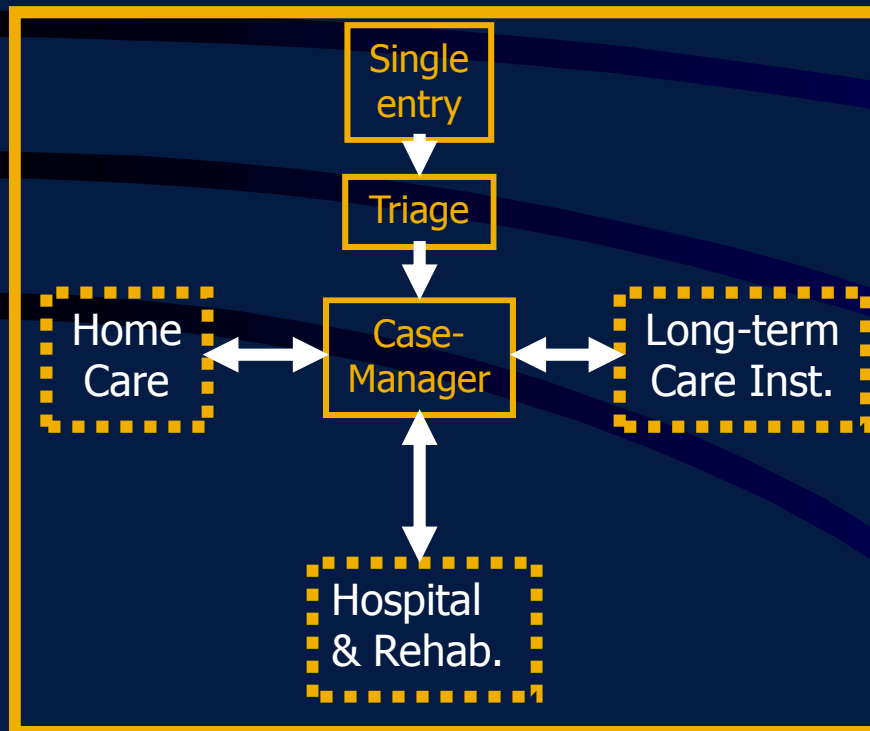 Single
entry
Triage
Home
Care
Case-
Manager
Long-term
Care Inst.
Hospital
& Rehab.